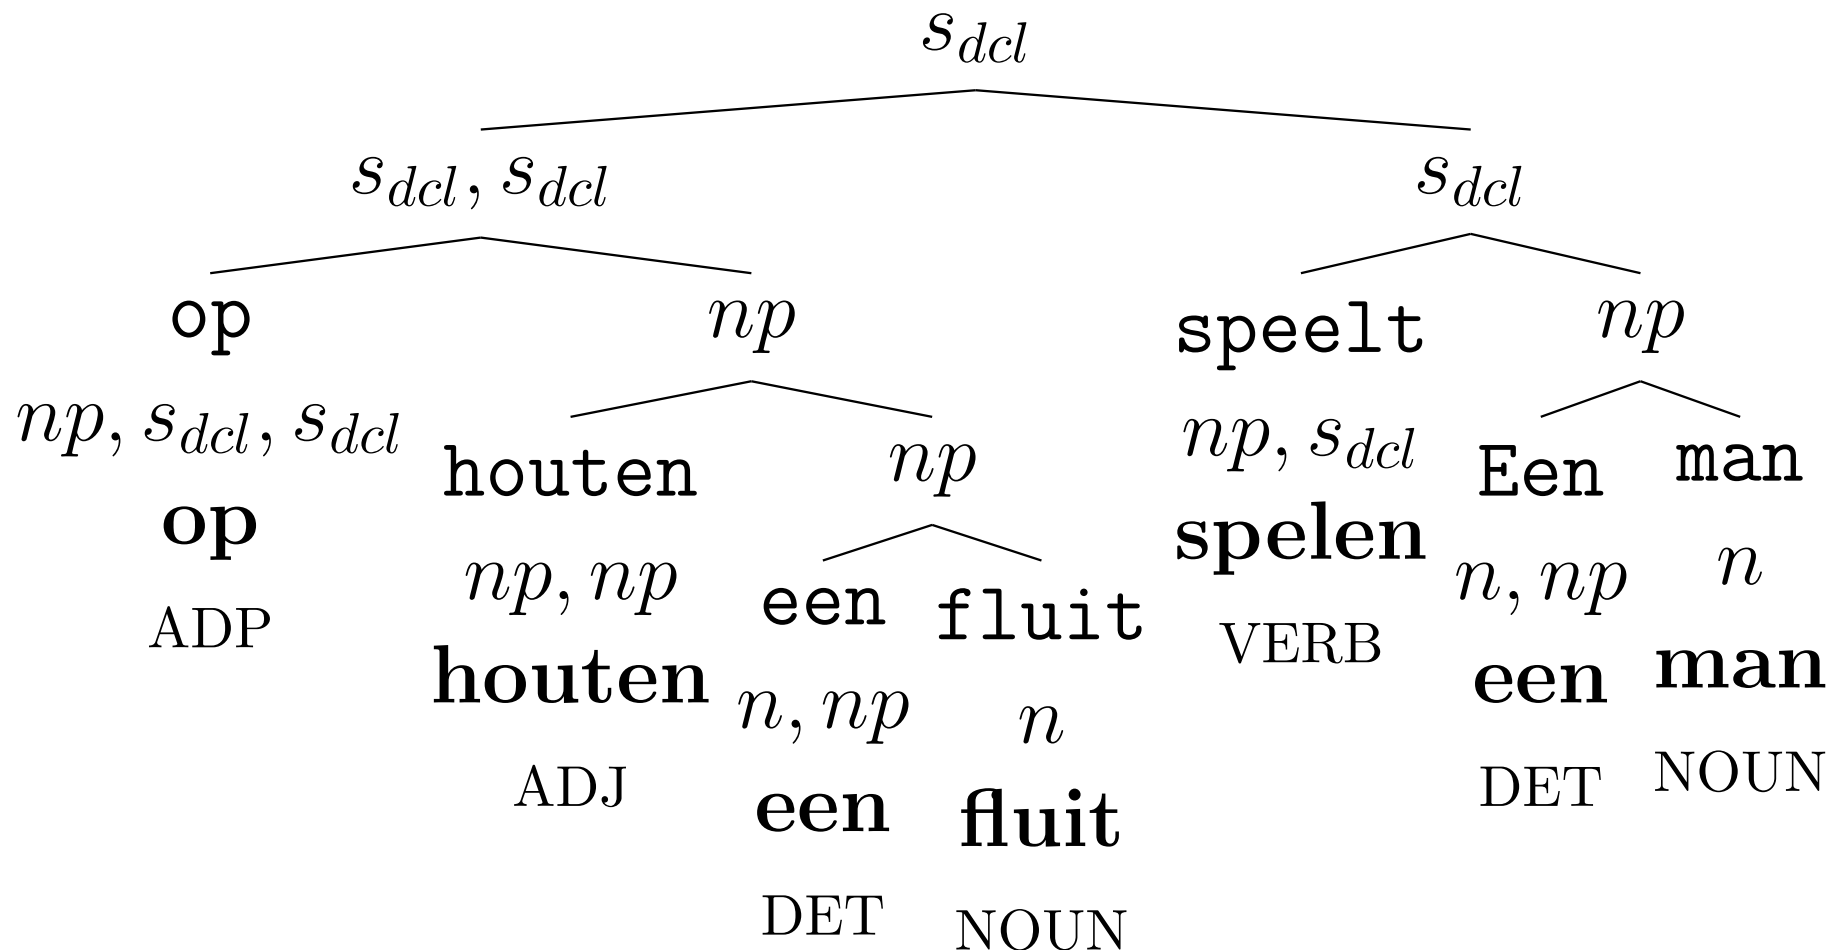 s_dcl
s_dcl, s_dcl s_dcl
op np speelt np
np, s_dcl, s_dcl houten np np, s_dcl Een man
op np, np een fluit spelen n, np n
ADP houten n, np n VERB een man
ADJ een fluit DET NOUN
DET NOUN